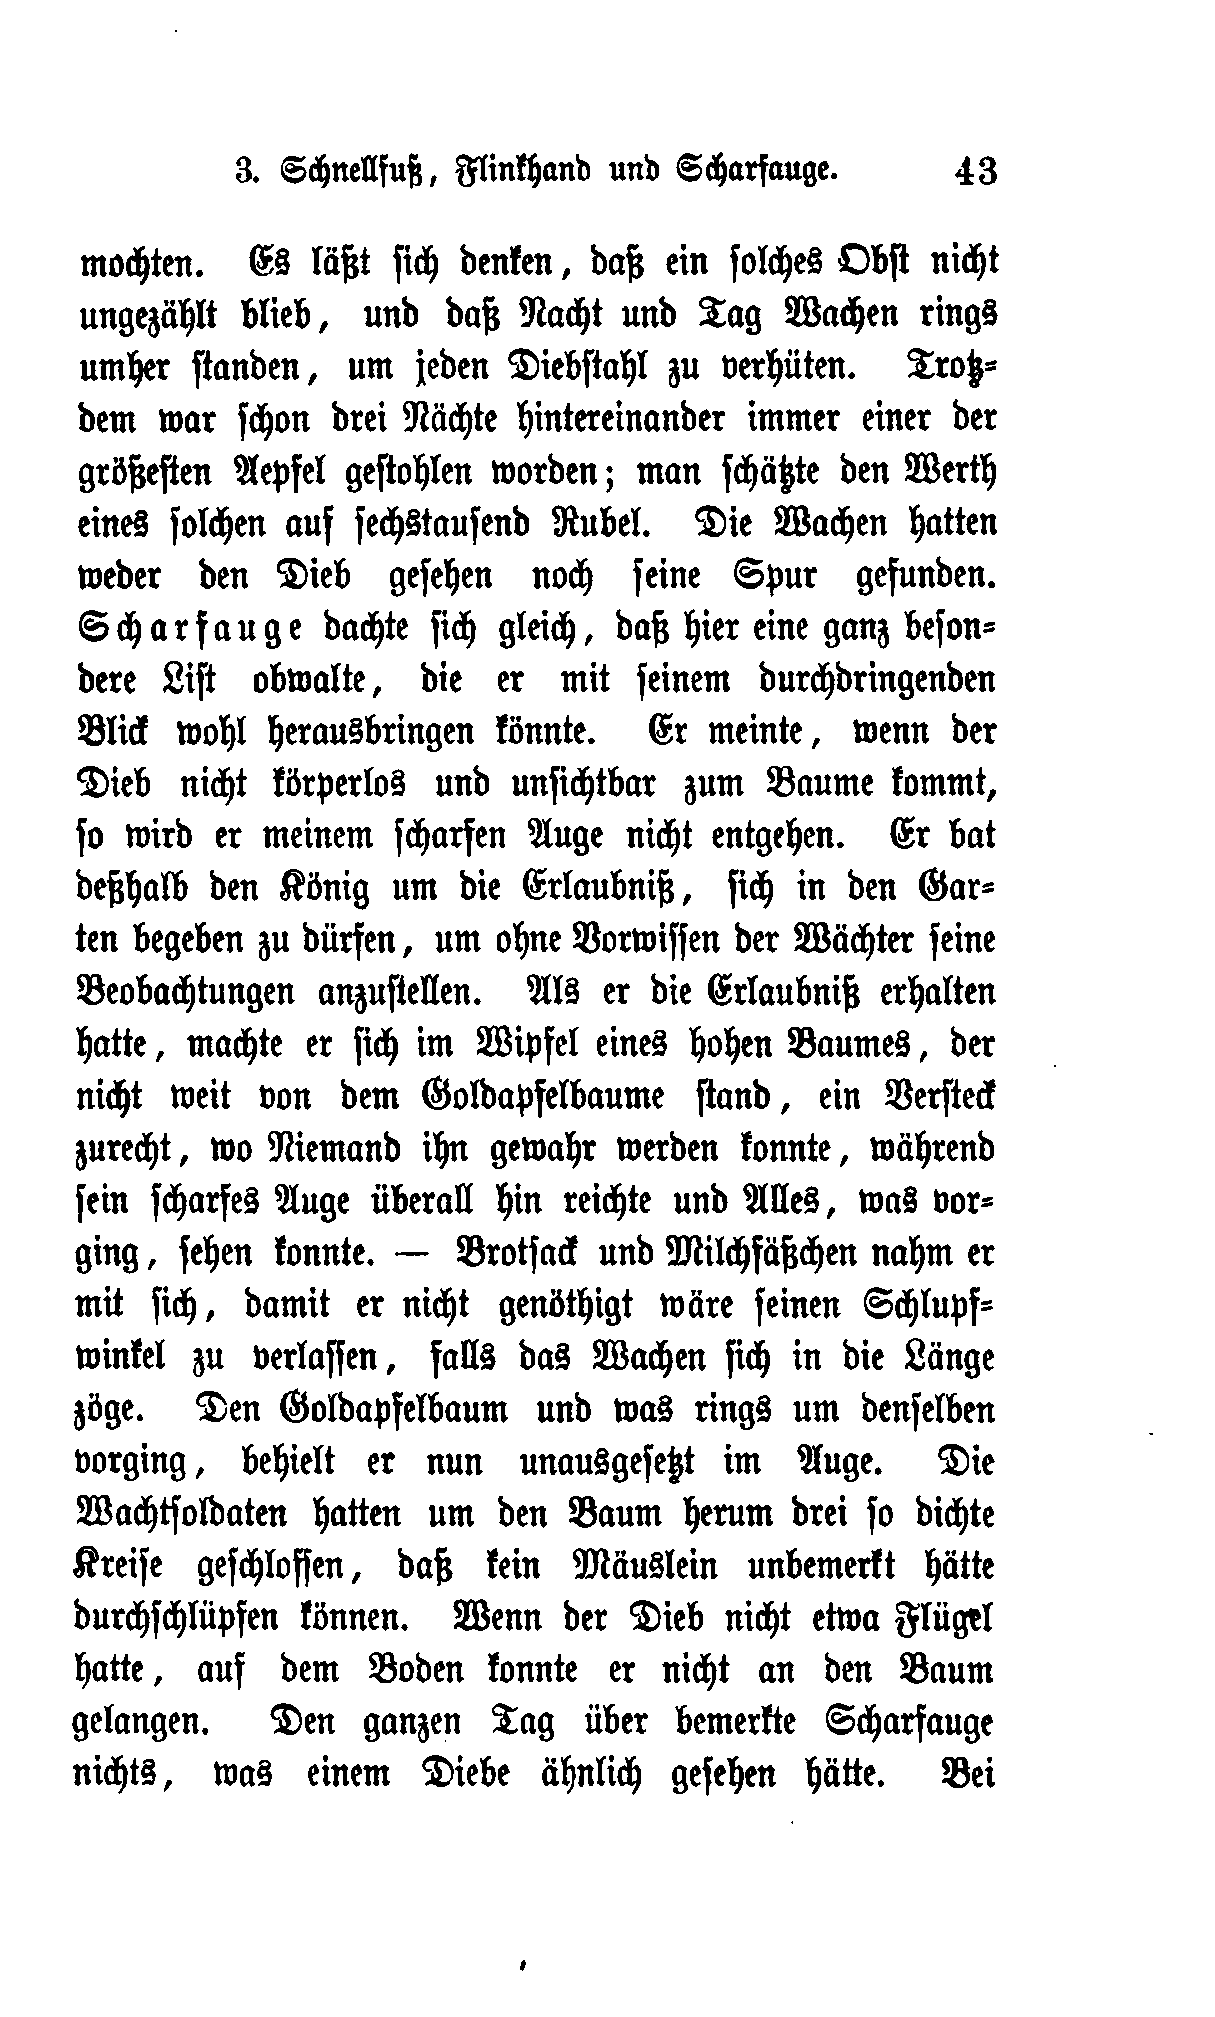 3. Schnellfuß, Flinkhand und Scharfauge. 43
mochten. Es läßt sich denken, daß ein solches Obst nicht
ungezählt blieb, und daß Nacht und Tag Wachen rings
umher standen, um jeden Diebstahl zu verhüten. Trotz-
dem war schon drei Nächte hintereinander immer einer der
größesten Aepfel gestohlen worden; man schätzte den Werth
eines solchen auf sechstausend Rubel. Die Wachen hatten
weder den Dieb gesehen noch seine Spur gefunden.
Scharfauge dachte sich gleich, daß hier eine ganz beson-
dere List obwalte, die er mit seinem durchdringenden
Blick wohl herausbringen könnte. Er meinte, wenn der
Dieb nicht körperlos und unsichtbar zum Baume kommt,
so wird er meinem scharfen Auge nicht entgehen. Er bat
deßhalb den König um die Erlaubniß, sich in den Gar-
ten begeben zu dürfen, um ohne Vorwissen der Wächter seine
Beobachtungen anzustellen. Als er die Erlaubniß erhalten
hatte, machte er sich im Wipfel eines hohen Baumes, der
nicht weit von dem Goldapfelbaume stand, ein Versteck
zurecht, wo Niemand ihn gewahr werden konnte, während
sein scharfes Auge überall hin reichte und Alles, was vor-
ging, sehen konnte. — Brotsack und Milchfäßchen nahm er
mit sich, damit er nicht genöthigt wäre seinen Schlupf-
winkel zu verlassen, falls das Wachen sich in die Länge
zöge. Den Goldapfelbaum und was rings um denselben
vorging, behielt er nun unausgesetzt im Auge. Die
Wachtsoldaten hatten um den Baum herum drei so dichte
Kreise geschlossen, daß kein Mäuslein unbemerkt hätte
durchschlüpfen können. Wenn der Dieb nicht etwa Flügel
hatte, auf dem Boden konnte er nicht an den Baum
gelangen. Den ganzen Tag über bemerkte Scharfauge
nichts, was einem Diebe ähnlich gesehen hätte. Bei